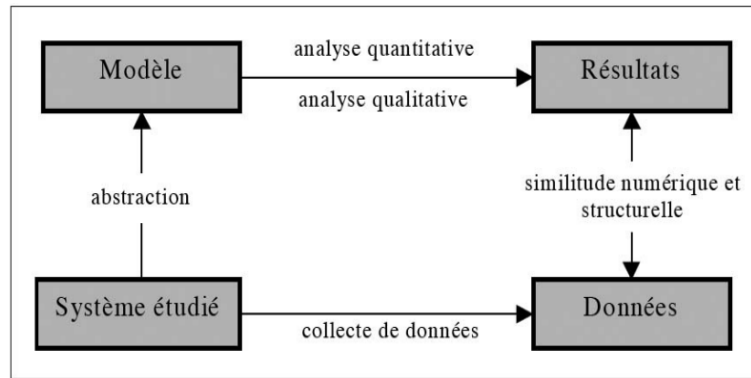 analyse quantitative
Modèle
Résultats
analyse qualitative
abstraction
similitude numérique et
structurelle
Système étudié
Données
collecte de données